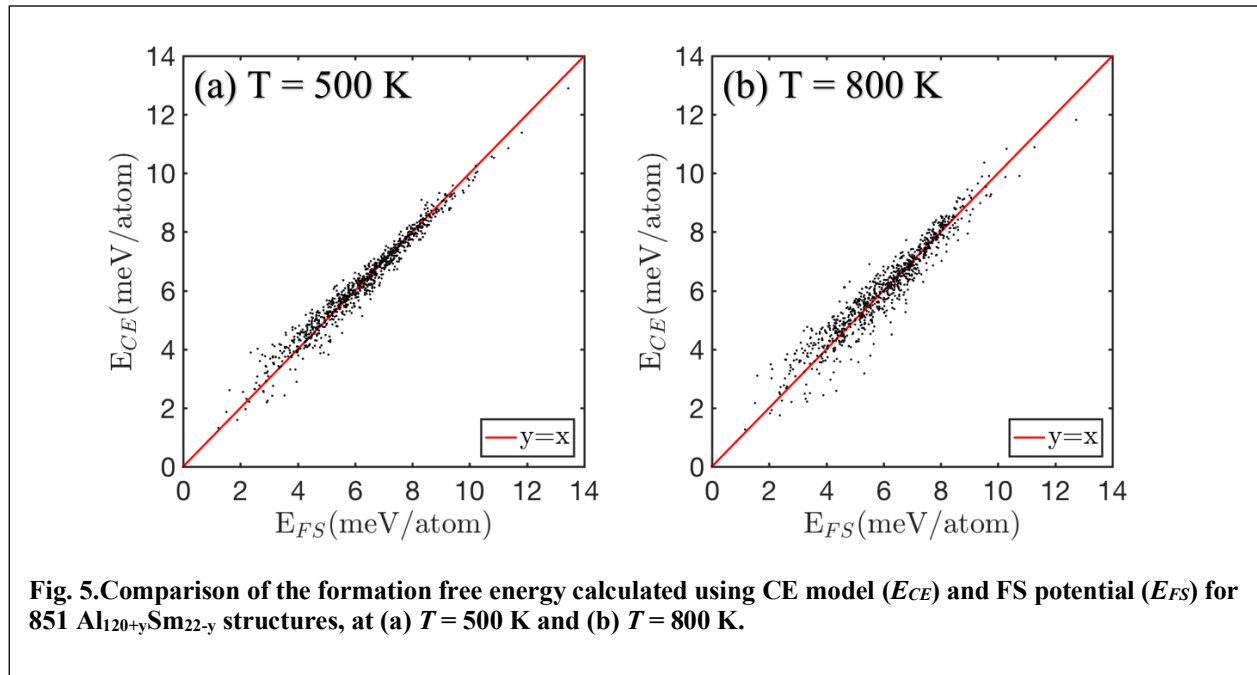 (a) T = 500 K
14
12
10
8
6
4
2
0
E_CE(meV/atom)
0 2 4 6 8 10 12 14
E_FS(meV/atom)
y=x
(b) T = 800 K
14
12
10
8
6
4
2
0
E_CE(meV/atom)
0 2 4 6 8 10 12 14
E_FS(meV/atom)
y=x
Fig. 5.Comparison of the formation free energy calculated using CE model (E_CE) and FS potential (E_FS) for
851 Al₁₂₀₊ySm₂₂₋y structures, at (a) T = 500 K and (b) T = 800 K.